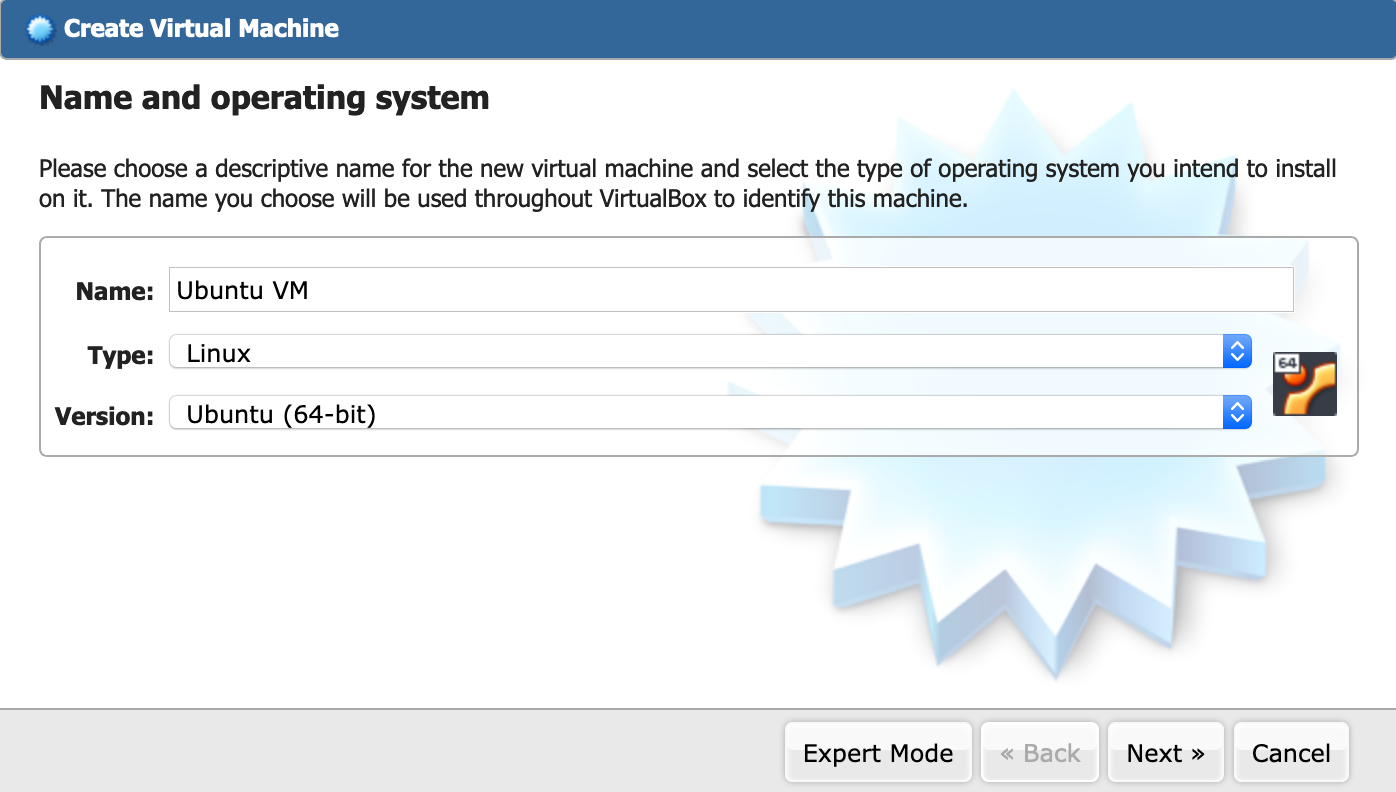 Create Virtual Machine
Name and operating system
Please choose a descriptive name for the new virtual machine and select the type of operating system you intend to install
on it. The name you choose will be used throughout VirtualBox to identify this machine.
Name: Ubuntu VM
Type: Linux
64
Version: Ubuntu (64-bit)
Expert Mode « Back Next » Cancel